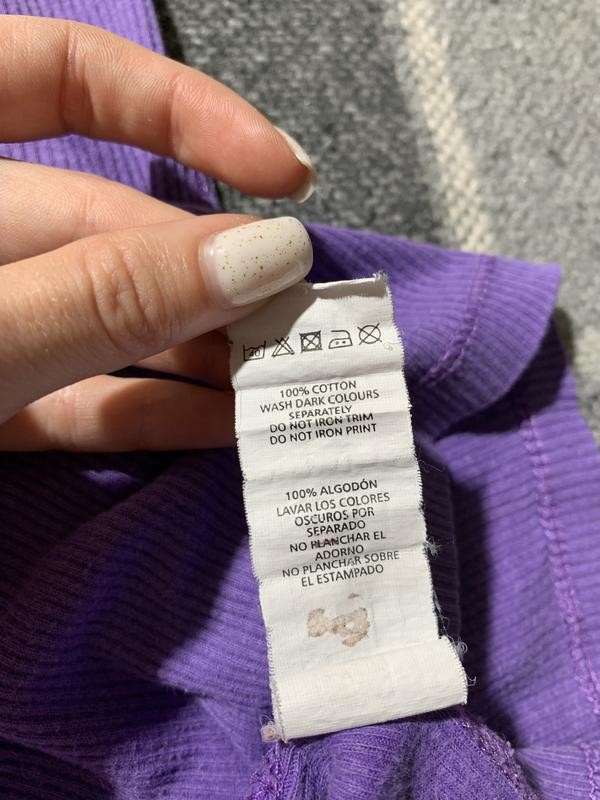 40
100% COTTON
WASH DARK COLOURS
SEPARATELY
DO NOT IRON TRIM
DO NOT IRON PRINT
100% ALGODÓN
LAVAR LOS COLORES
OSCUROS POR
SEPARADO
NO PLANCHAR EL
ADORNO
NO PLANCHAR SOBRE
EL ESTAMPADO